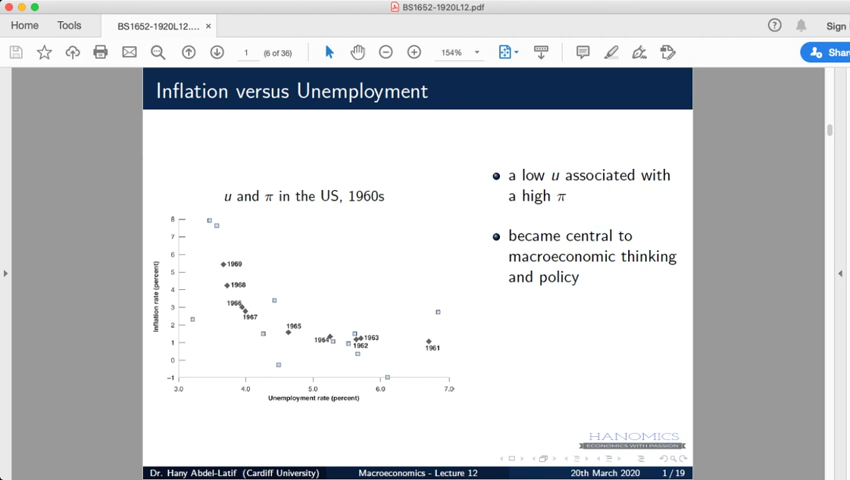 BS1652-1920L12.pdf
Home
Tools
BS1652-1920L12.... ×
Sign
1
(6 of 36)
154%
Shar
Inflation versus Unemployment
u and π in the US, 1960s
8
7
6
5
4
3
2
1
0
−1
Inflation rate (percent)
1969
1968
1966
1967
1965
1964
1963
1962
1961
3.0
4.0
5.0
6.0
7.0
Unemployment rate (percent)
a low u associated with
a high π
became central to
macroeconomic thinking
and policy
HANOMICS
ECONOMICS WITH PASSION
Dr. Hany Abdel-Latif (Cardiff University)
Macroeconomics - Lecture 12
20th March 2020
1 / 19